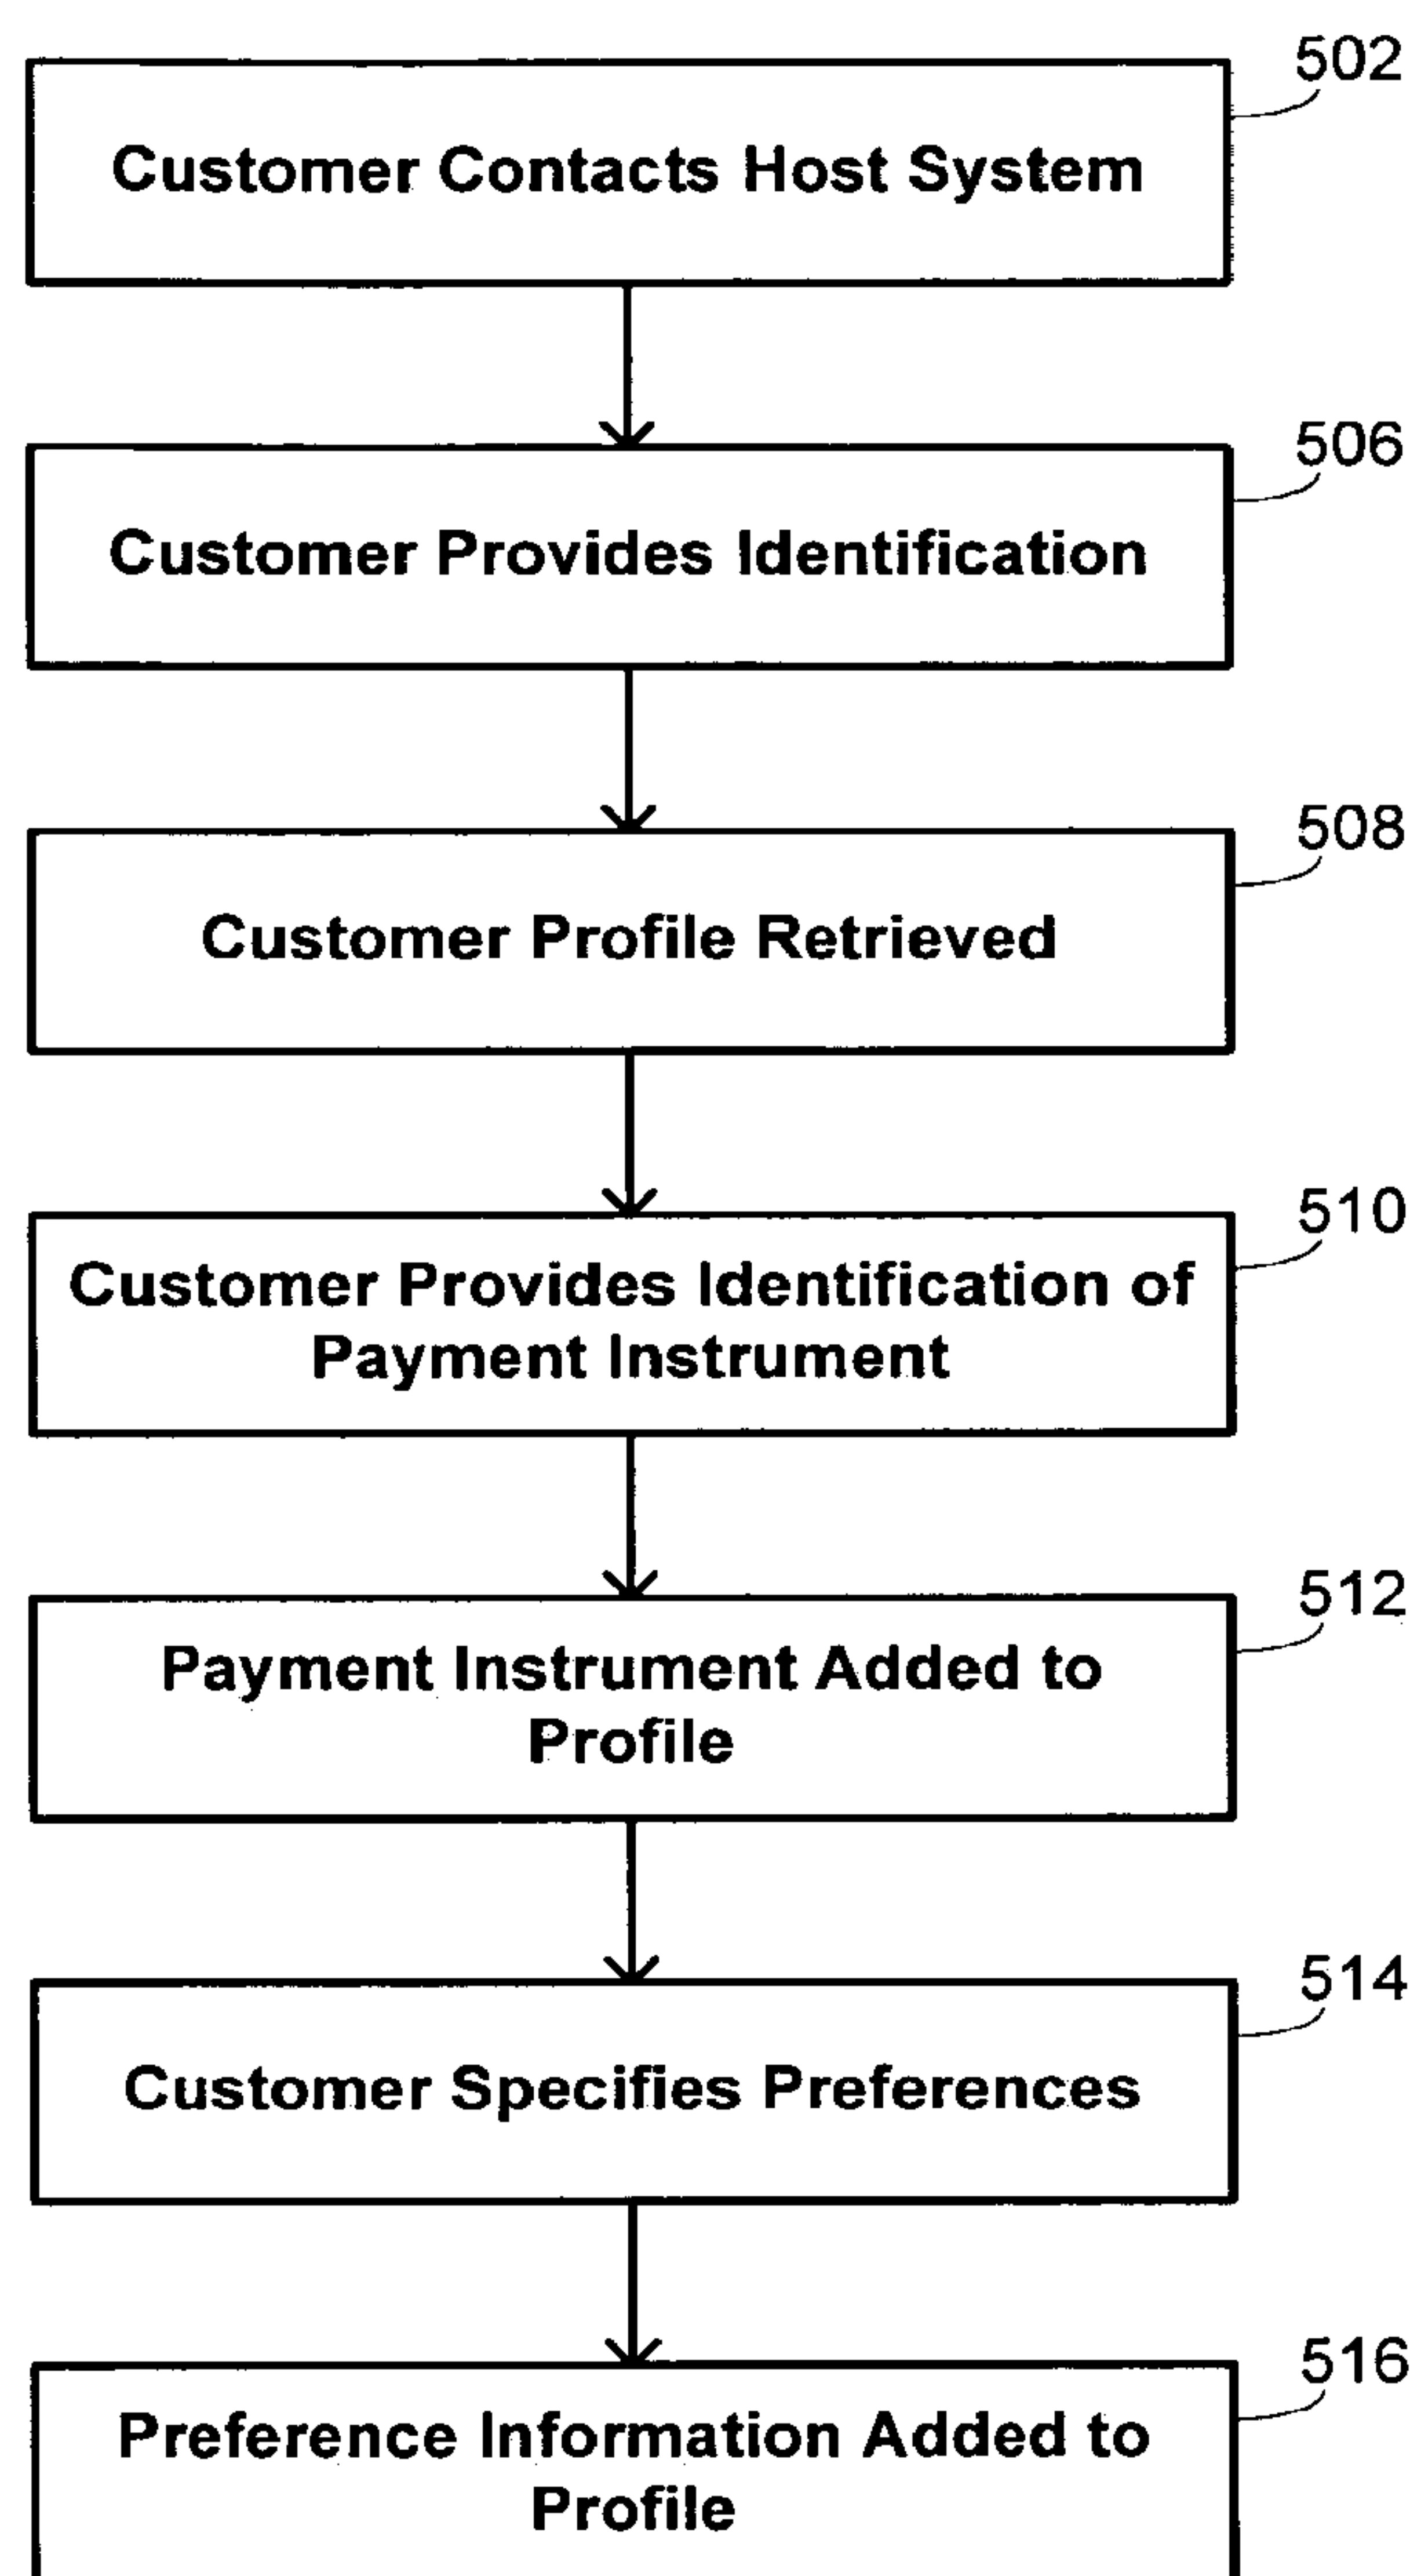 502
Customer Contacts Host System
506
Customer Provides Identification
508
Customer Profile Retrieved
510
Customer Provides Identification of
Payment Instrument
512
Payment Instrument Added to
Profile
514
Customer Specifies Preferences
516
Preference Information Added to
Profile